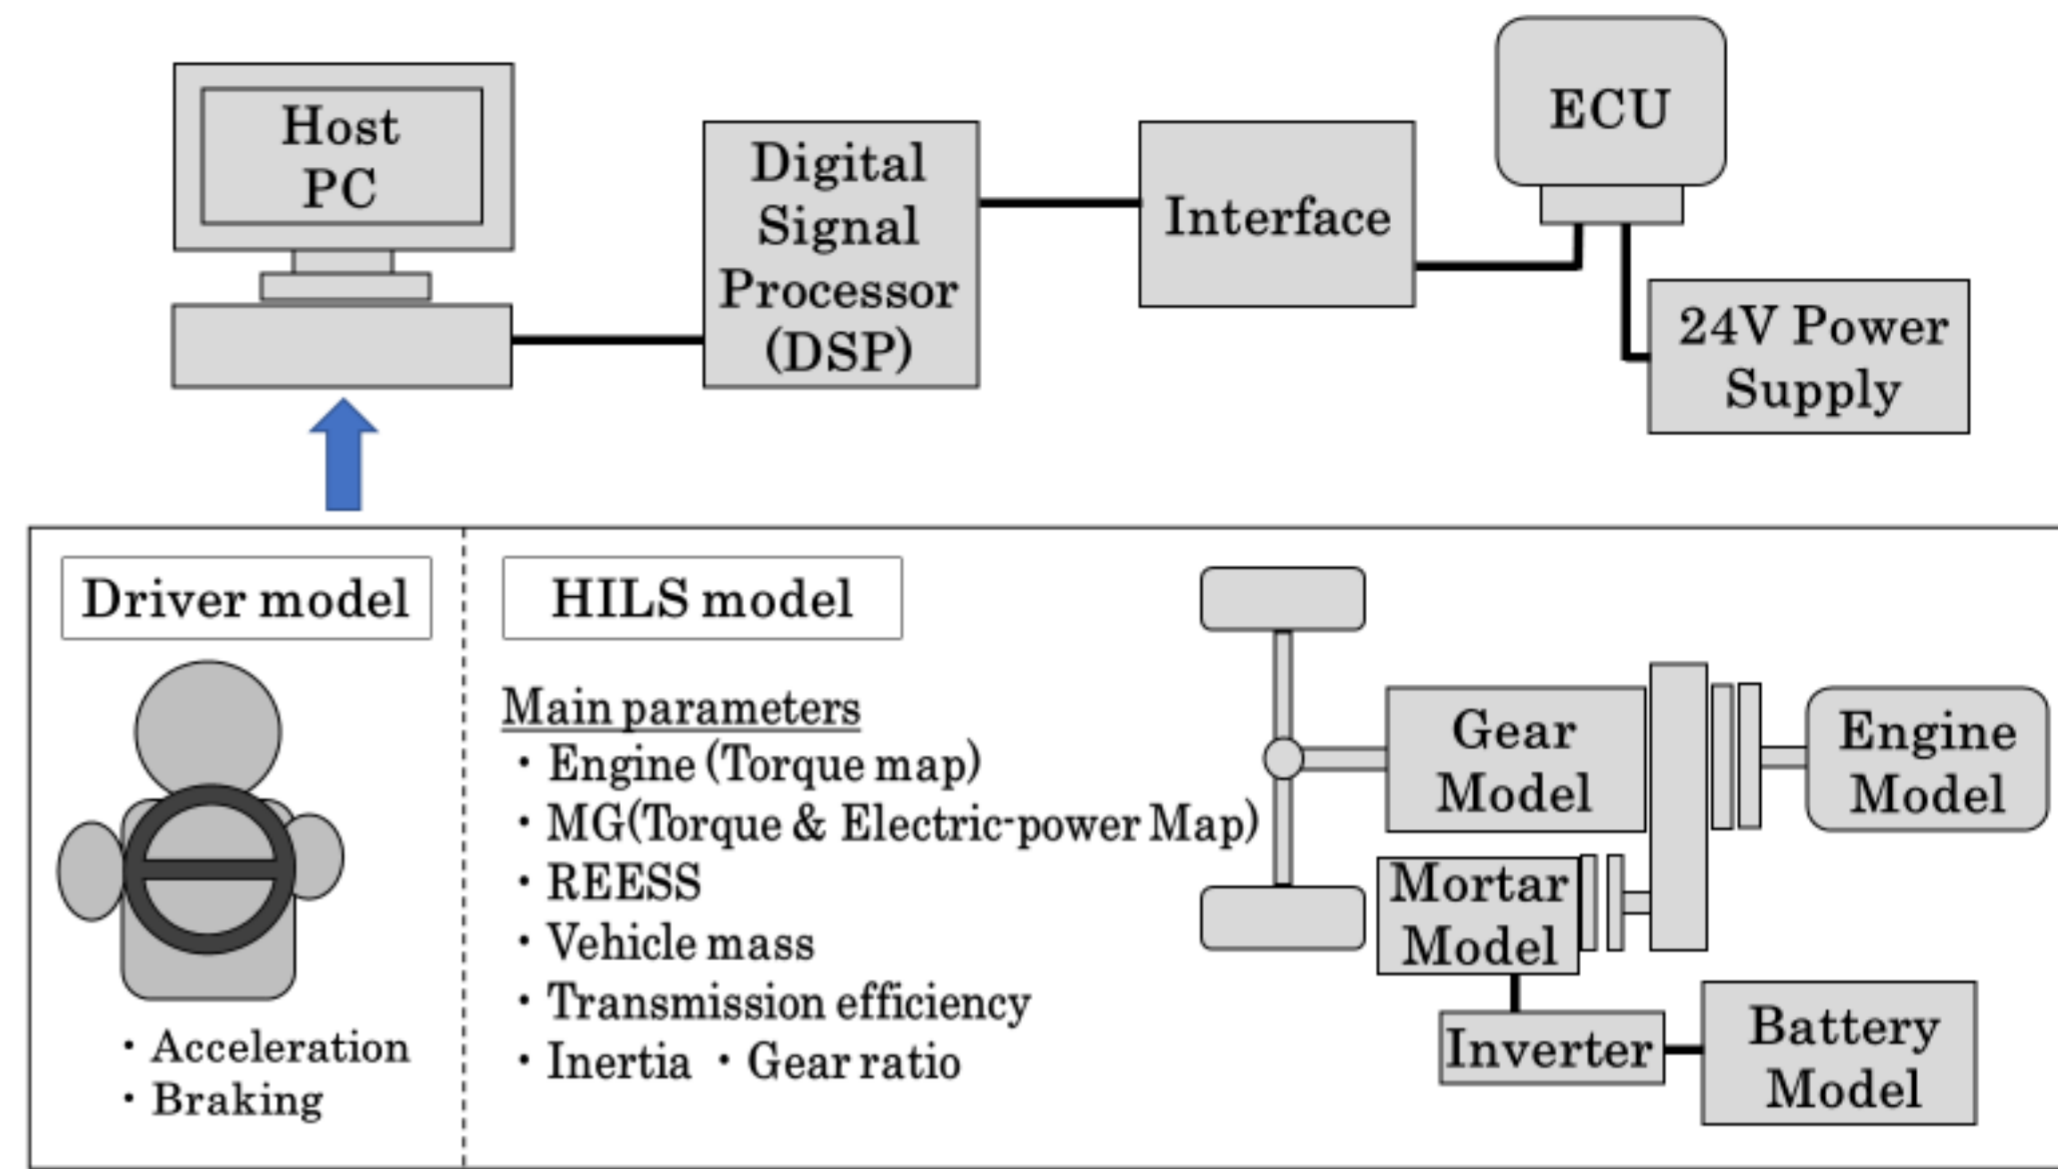 Host
PC
Digital
Signal
Processor
(DSP)
Interface
ECU
24V Power
Supply
Driver model
・Acceleration
・Braking
HILS model
Main parameters
・Engine (Torque map)
・MG(Torque & Electric-power Map)
・REESS
・Vehicle mass
・Transmission efficiency
・Inertia ・Gear ratio
Gear
Model
Engine
Model
Mortar
Model
Inverter
Battery
Model